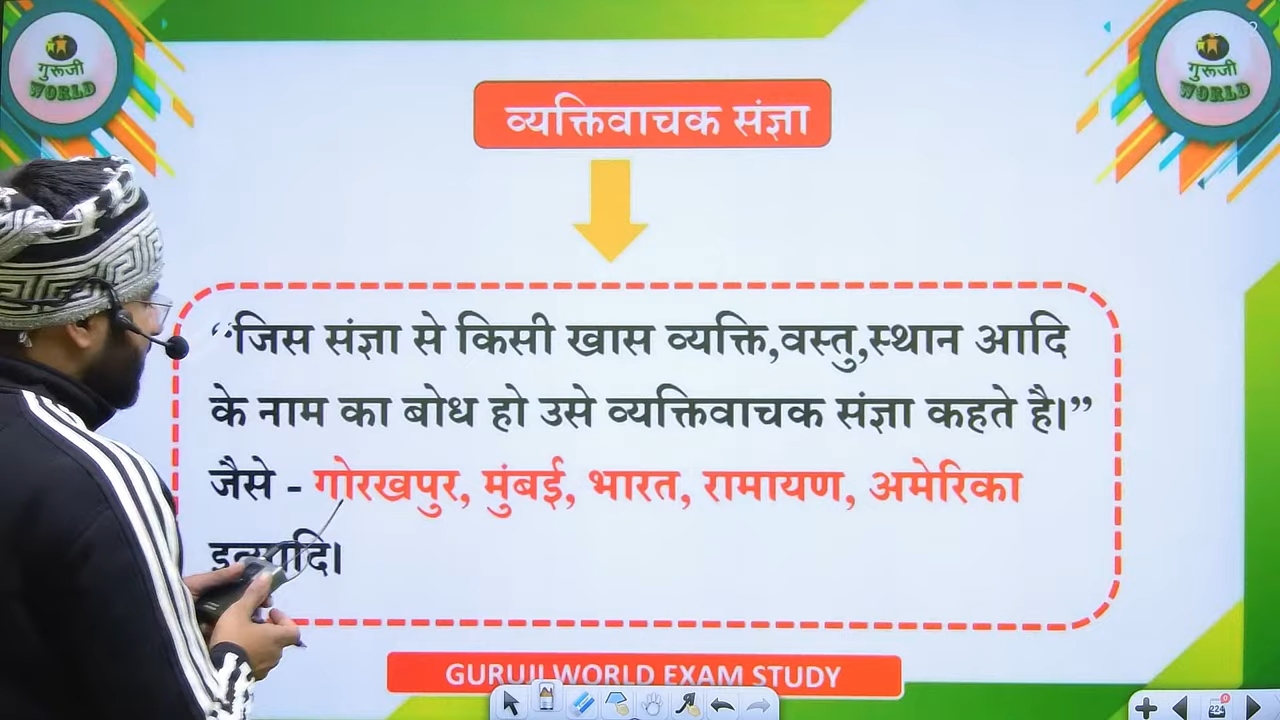 गुरूजी
WORLD
गुरूजी
WORLD
व्यक्तिवाचक संज्ञा
“जिस संज्ञा से किसी खास व्यक्ति,वस्तु,स्थान आदि
के नाम का बोध हो उसे व्यक्तिवाचक संज्ञा कहते है।”
जैसे - गोरखपुर, मुंबई, भारत, रामायण, अमेरिका
इत्यादि।
GURUJI WORLD EXAM STUDY
224